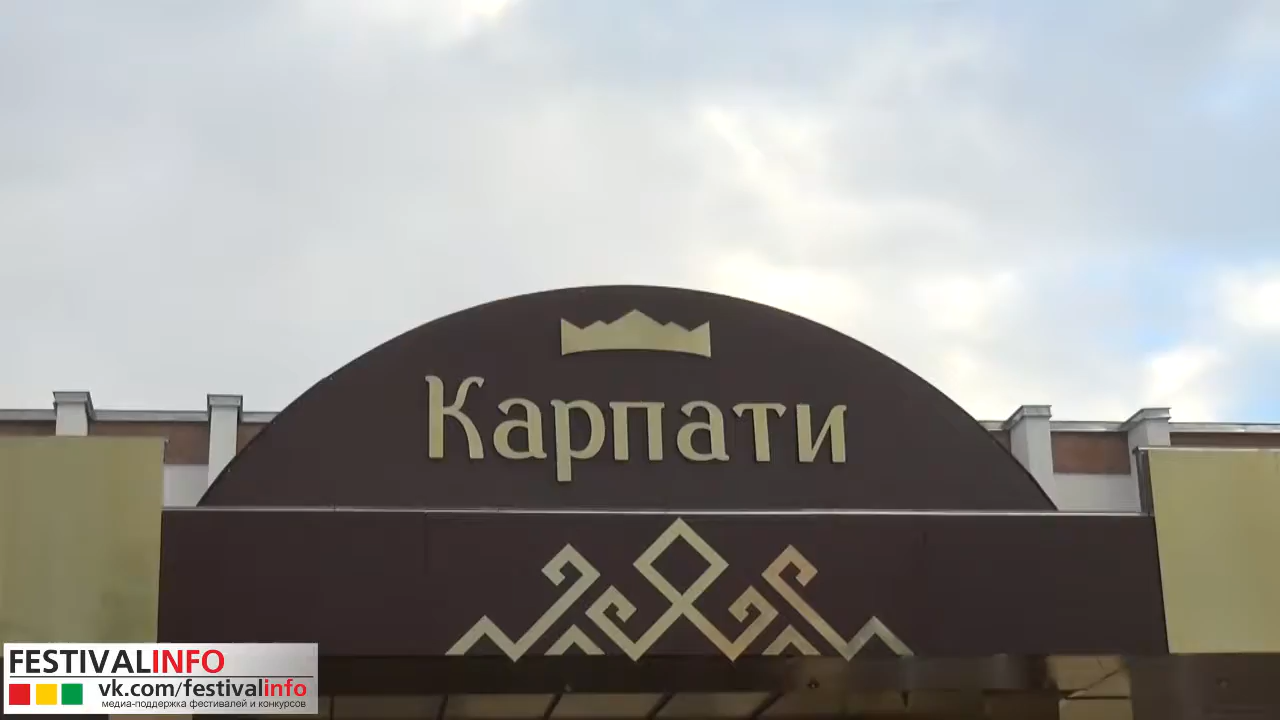 Карпати
FESTIVALINFO
vk.com/festivalinfo
медиа-поддержка фестивалей и конкурсов